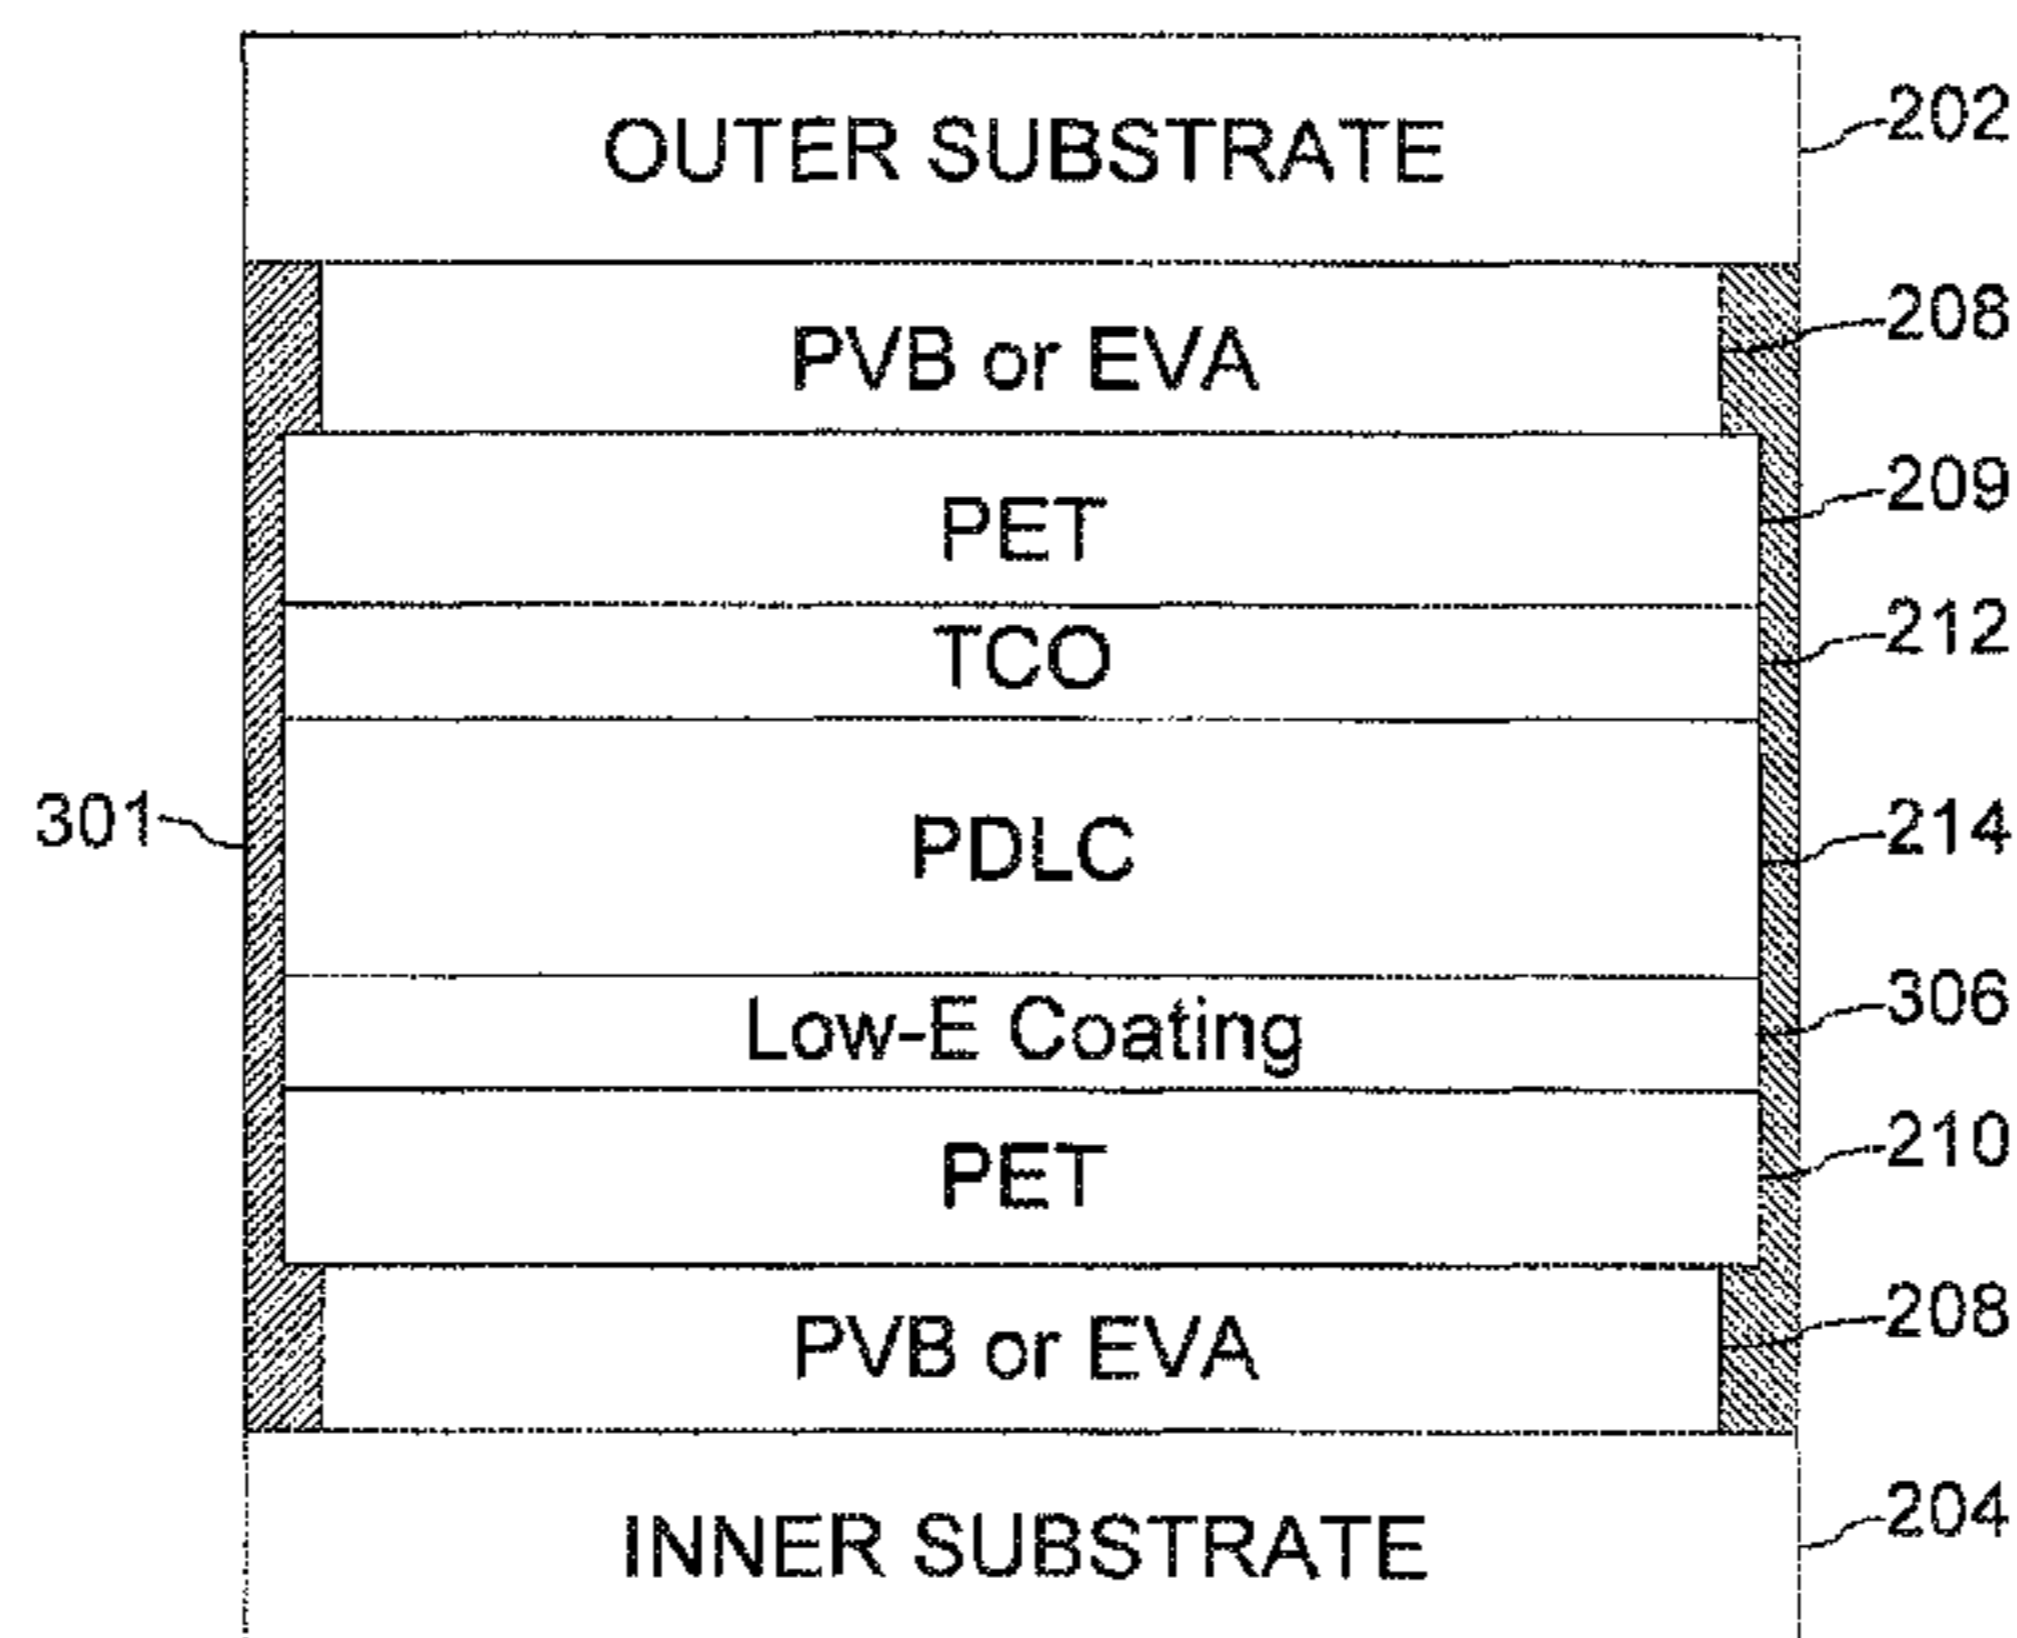 OUTER SUBSTRATE 202
PVB or EVA 208
PET 209
TCO 212
301 PDLC 214
Low-E Coating 306
PET 210
PVB or EVA 208
INNER SUBSTRATE 204